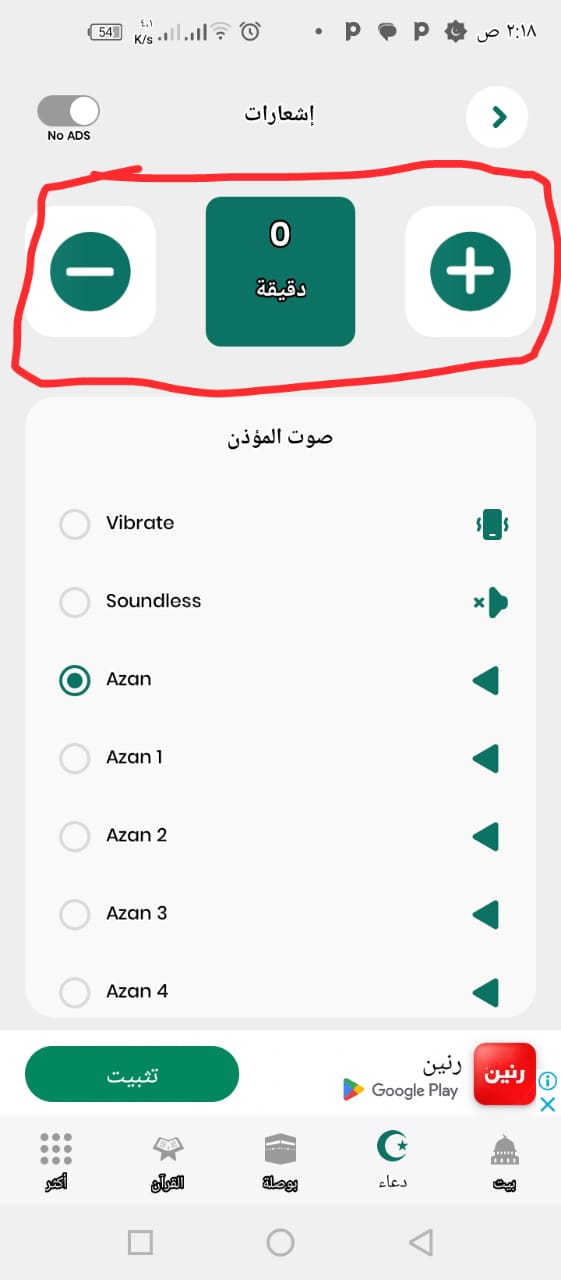 ٢:١٨ ص
54
٤.١
K/s
إشعارات
No ADS
0
دقيقة
صوت المؤذن
Vibrate
Soundless
Azan
Azan 1
Azan 2
Azan 3
Azan 4
رنين
Google Play
رنين
تثبيت
بيت
دعاء
بوصلة
القرآن
أكثر